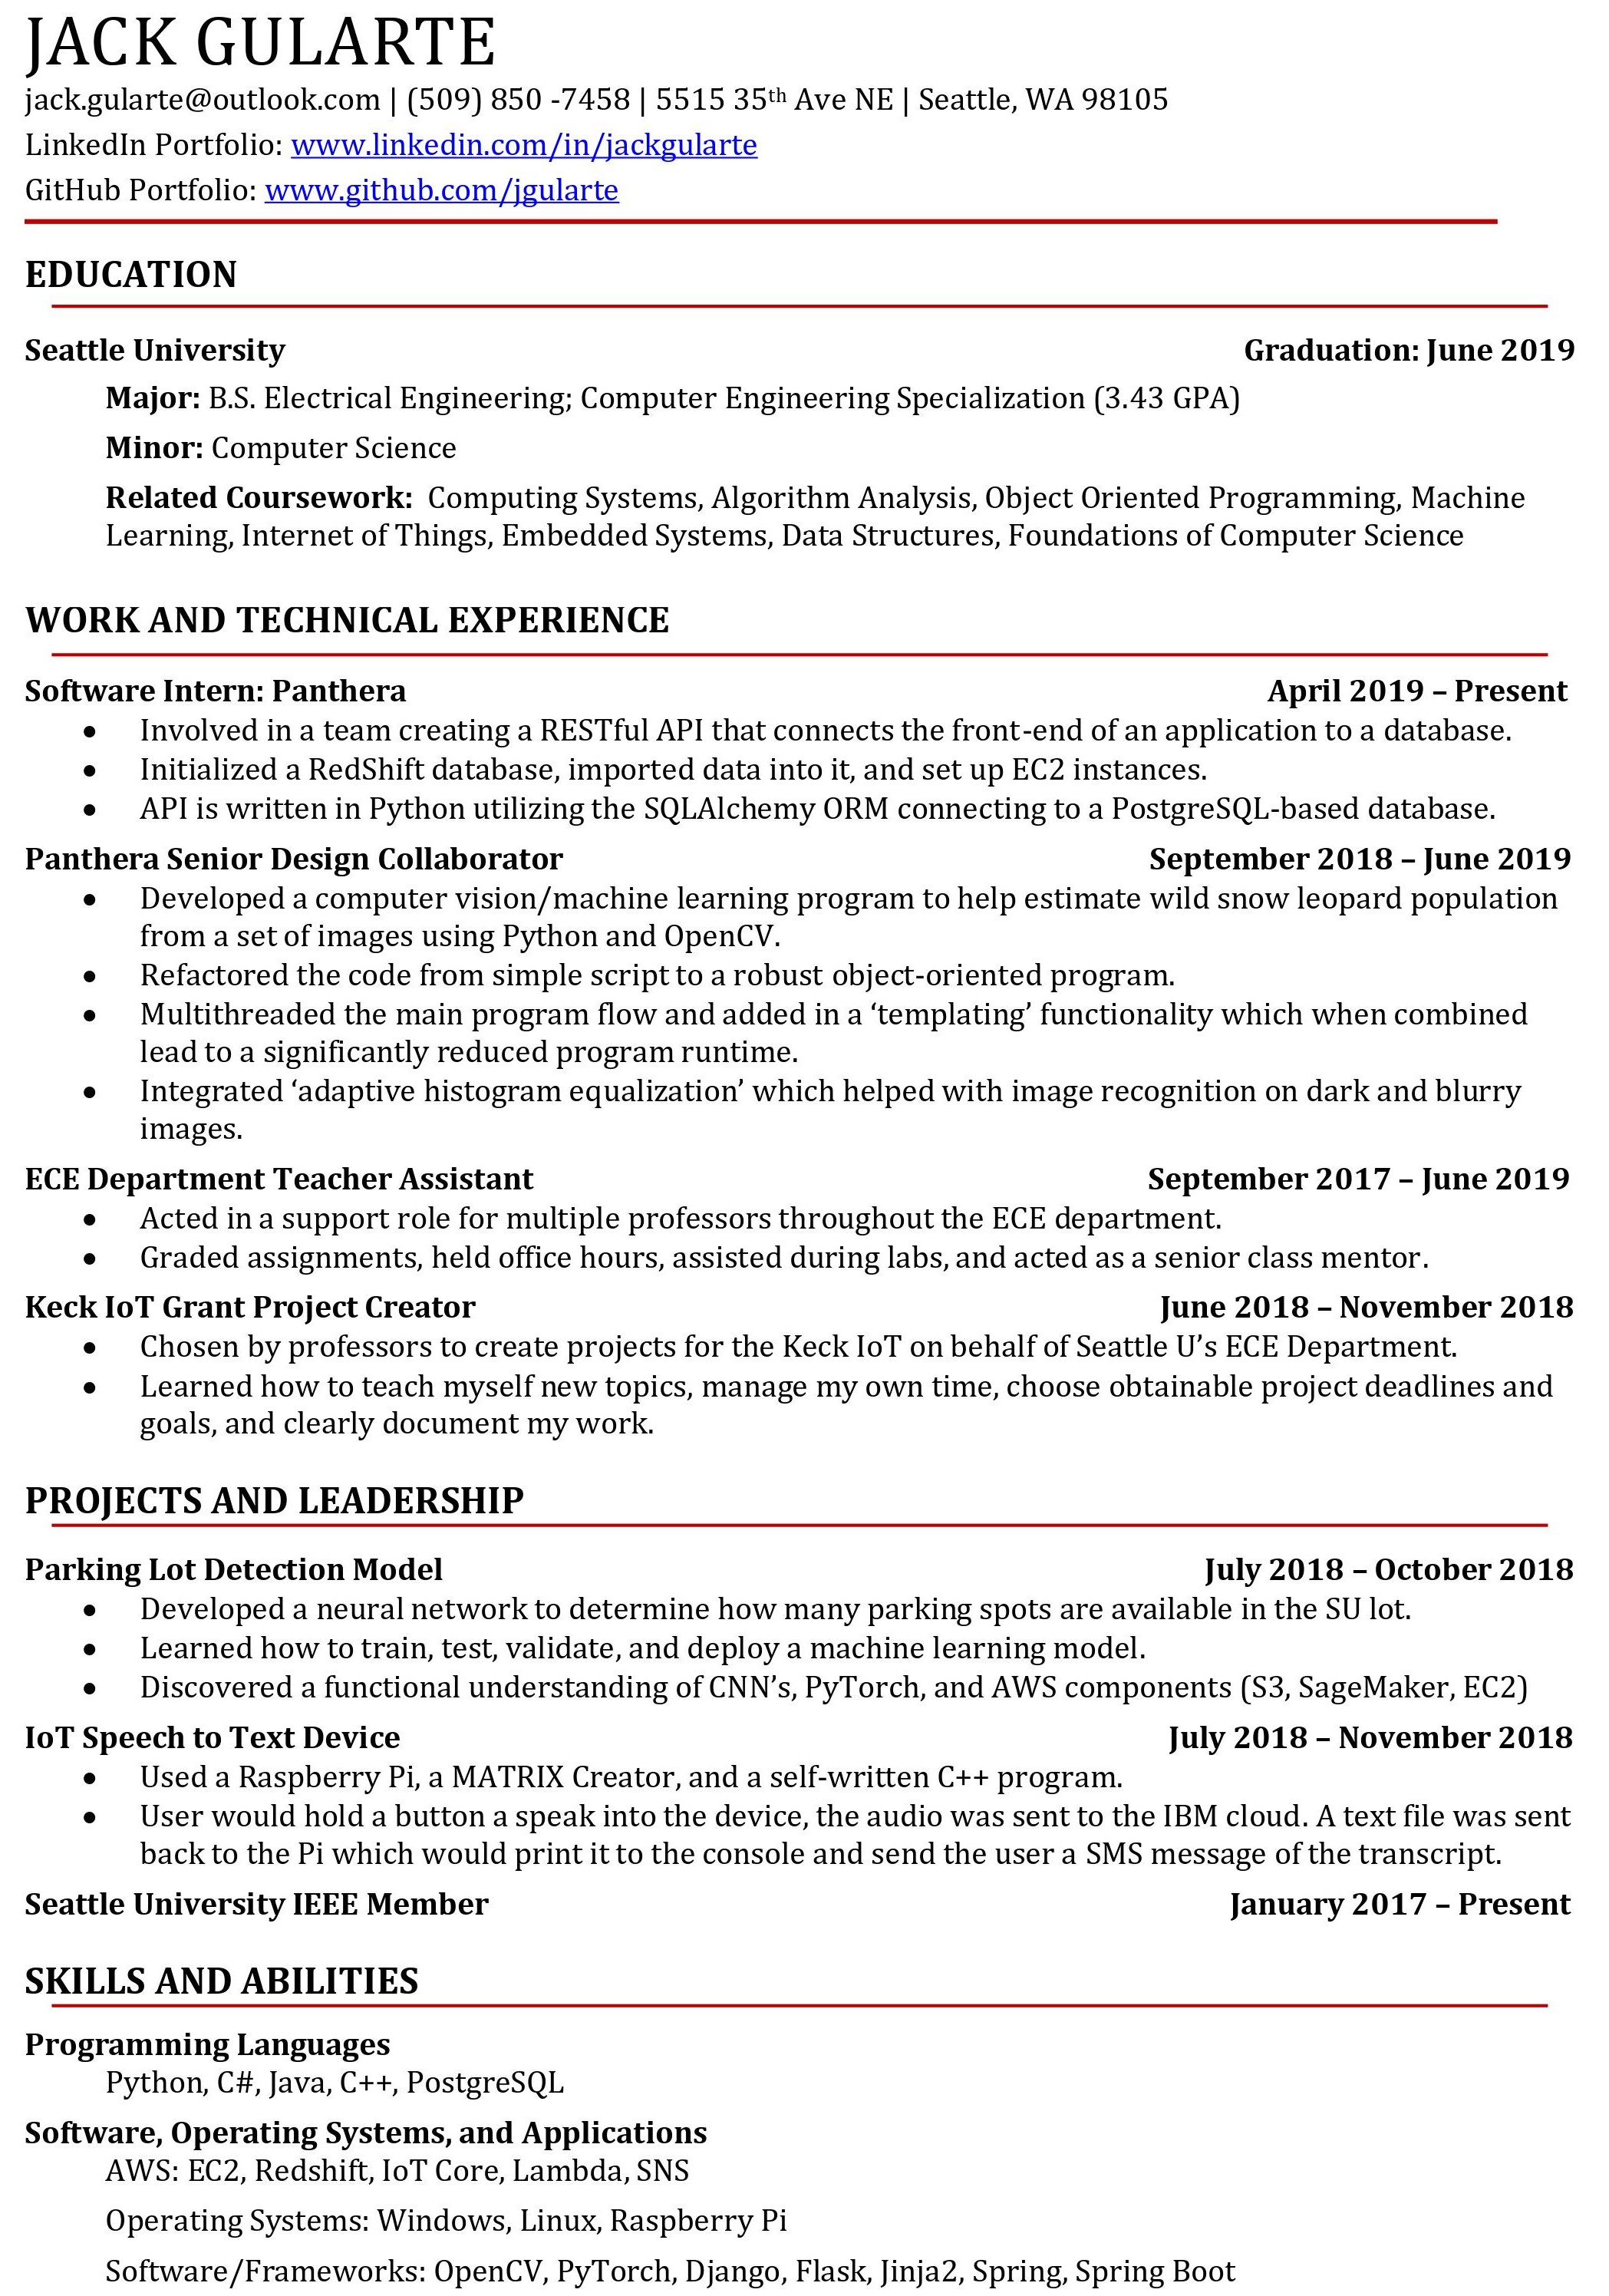 JACK GULARTE
jack.gularte@outlook.com | (509) 850 -7458 | 5515 35th Ave NE | Seattle, WA 98105
LinkedIn Portfolio: www.linkedin.com/in/jackgularte
GitHub Portfolio: www.github.com/jgularte
EDUCATION
Seattle University Graduation: June 2019
Major: B.S. Electrical Engineering; Computer Engineering Specialization (3.43 GPA)
Minor: Computer Science
Related Coursework: Computing Systems, Algorithm Analysis, Object Oriented Programming, Machine
Learning, Internet of Things, Embedded Systems, Data Structures, Foundations of Computer Science
WORK AND TECHNICAL EXPERIENCE
Software Intern: Panthera April 2019 – Present
• Involved in a team creating a RESTful API that connects the front-end of an application to a database.
• Initialized a RedShift database, imported data into it, and set up EC2 instances.
• API is written in Python utilizing the SQLAlchemy ORM connecting to a PostgreSQL-based database.
Panthera Senior Design Collaborator September 2018 – June 2019
• Developed a computer vision/machine learning program to help estimate wild snow leopard population
from a set of images using Python and OpenCV.
• Refactored the code from simple script to a robust object-oriented program.
• Multithreaded the main program flow and added in a ‘templating’ functionality which when combined
lead to a significantly reduced program runtime.
• Integrated ‘adaptive histogram equalization’ which helped with image recognition on dark and blurry
images.
ECE Department Teacher Assistant September 2017 – June 2019
• Acted in a support role for multiple professors throughout the ECE department.
• Graded assignments, held office hours, assisted during labs, and acted as a senior class mentor.
Keck IoT Grant Project Creator June 2018 – November 2018
• Chosen by professors to create projects for the Keck IoT on behalf of Seattle U’s ECE Department.
• Learned how to teach myself new topics, manage my own time, choose obtainable project deadlines and
goals, and clearly document my work.
PROJECTS AND LEADERSHIP
Parking Lot Detection Model July 2018 – October 2018
• Developed a neural network to determine how many parking spots are available in the SU lot.
• Learned how to train, test, validate, and deploy a machine learning model.
• Discovered a functional understanding of CNN’s, PyTorch, and AWS components (S3, SageMaker, EC2)
IoT Speech to Text Device July 2018 – November 2018
• Used a Raspberry Pi, a MATRIX Creator, and a self-written C++ program.
• User would hold a button a speak into the device, the audio was sent to the IBM cloud. A text file was sent
back to the Pi which would print it to the console and send the user a SMS message of the transcript.
Seattle University IEEE Member January 2017 – Present
SKILLS AND ABILITIES
Programming Languages
Python, C#, Java, C++, PostgreSQL
Software, Operating Systems, and Applications
AWS: EC2, Redshift, IoT Core, Lambda, SNS
Operating Systems: Windows, Linux, Raspberry Pi
Software/Frameworks: OpenCV, PyTorch, Django, Flask, Jinja2, Spring, Spring Boot